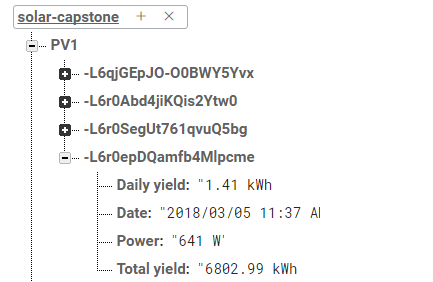 solar-capstone + ×
PV1
-L6qjGEpJO-O0BWY5Yvx
-L6r0Abd4jiKQis2Ytw0
-L6r0SegUt761qvuQ5bg
-L6r0epDQamfb4Mlpcme
Daily yield: "1.41 kWh
Date: "2018/03/05 11:37 A
Power: "641 W'
Total yield: "6802.99 kWh